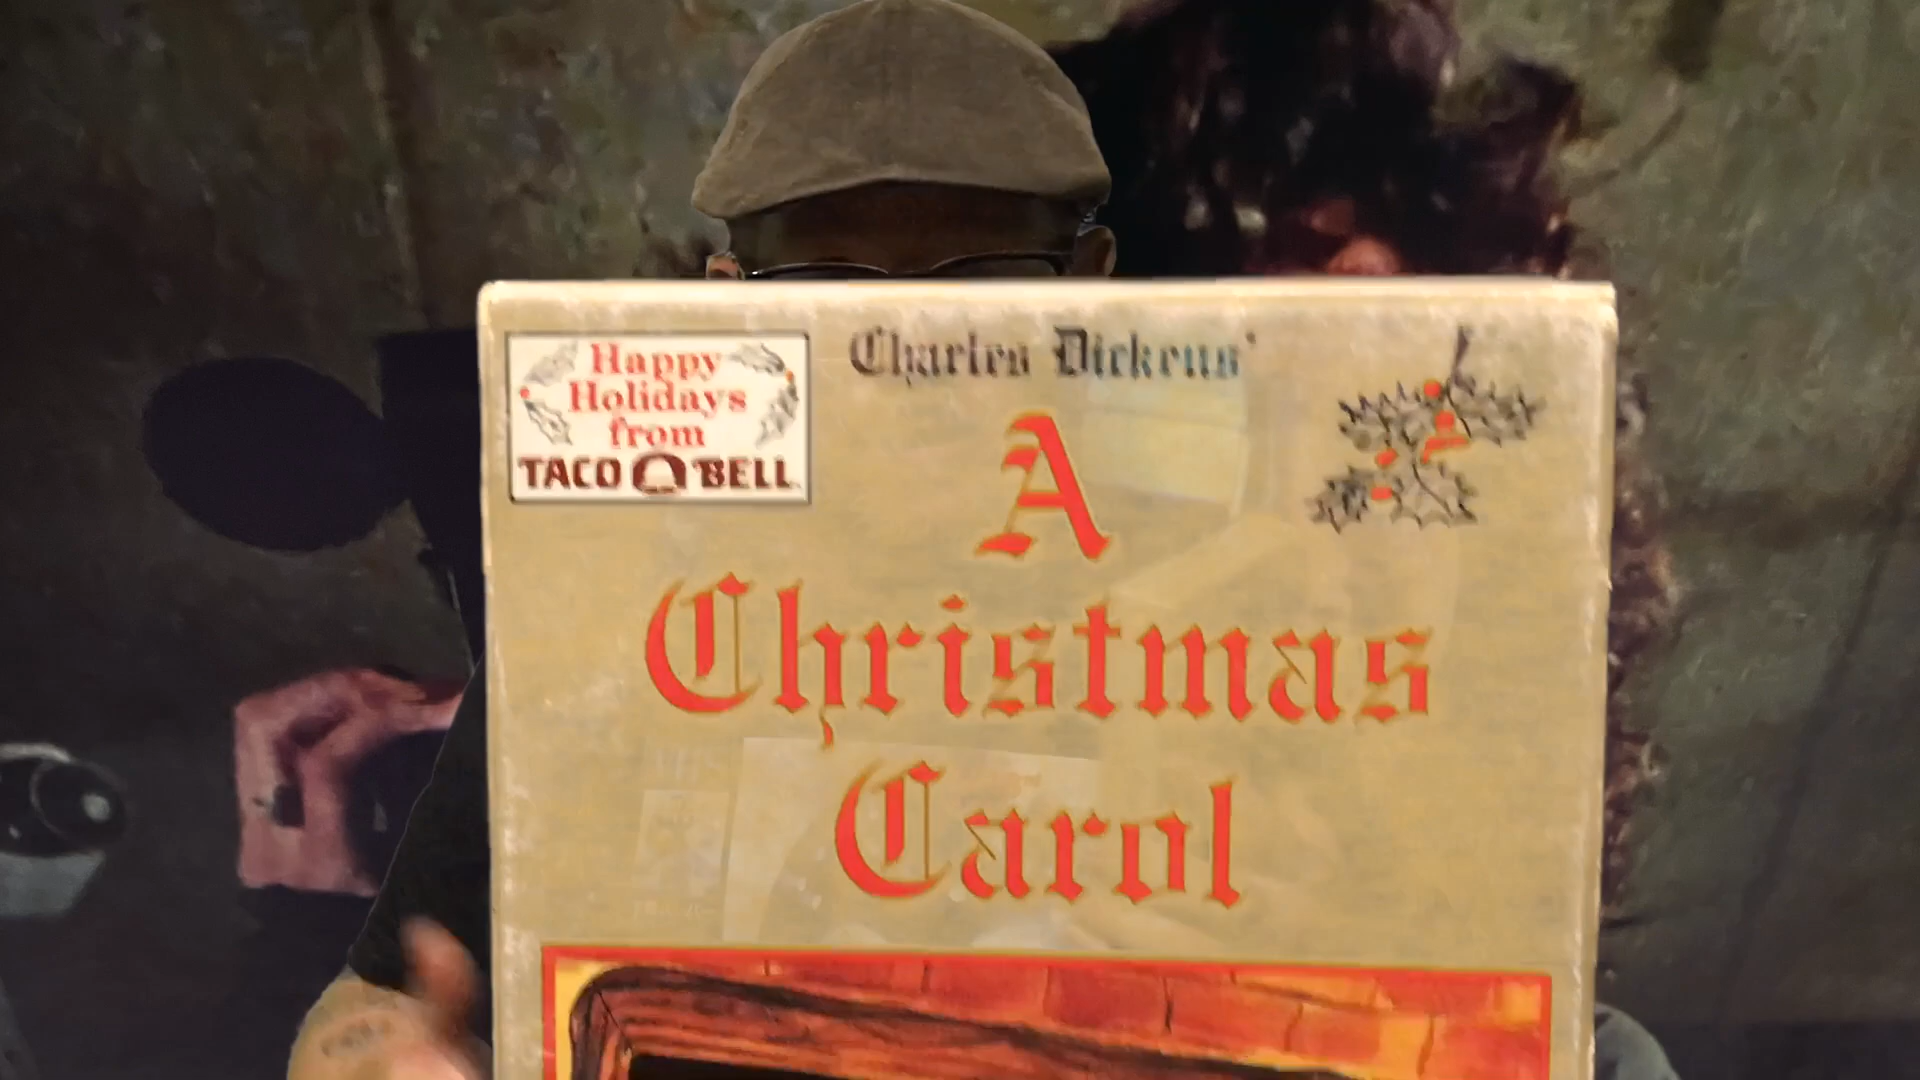 Happy
Holidays
from
TACO BELL
Charles Dickens'
A
Christmas
Carol